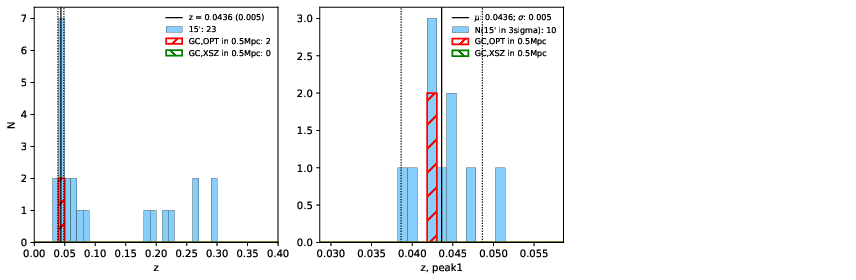 z = 0.0436 (0.005)
15': 23
GC,OPT in 0.5Mpc: 2
GC,XSZ in 0.5Mpc: 0
N
7
6
5
4
3
2
1
0
0.00 0.05 0.10 0.15 0.20 0.25 0.30 0.35 0.40
z
μ: 0.0436; σ: 0.005
N(15' in 3sigma): 10
GC,OPT in 0.5Mpc
GC,XSZ in 0.5Mpc
3.0
2.5
2.0
1.5
1.0
0.5
0.0
0.030 0.035 0.040 0.045 0.050 0.055
z, peak1